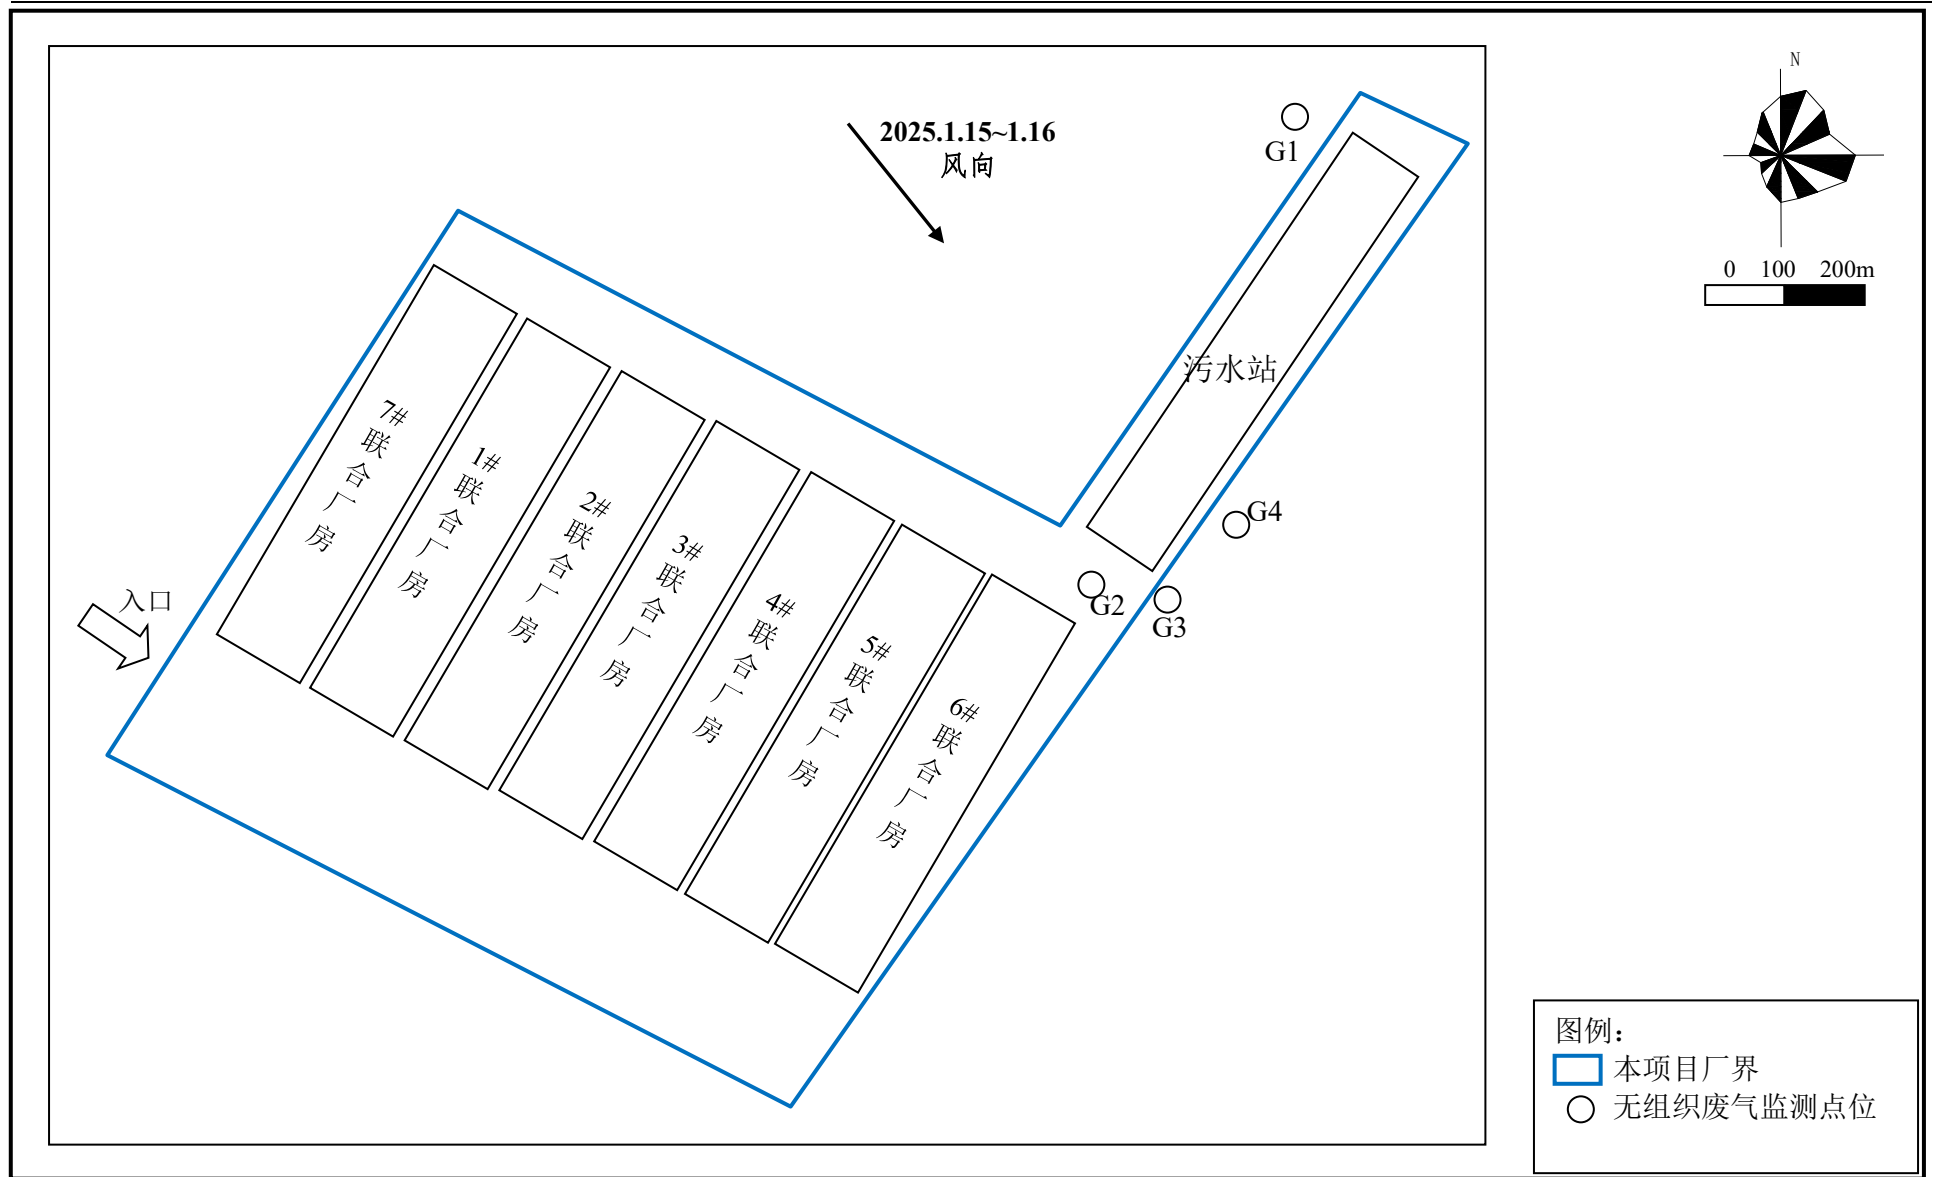 N
2025.1.15~1.16
风向
G1
0 100 200m
污水站
7#联合厂房
1#联合厂房
2#联合厂房
3#联合厂房
4#联合厂房
5#联合厂房
6#联合厂房
G4
G2
G3
入口
图例：
本项目厂界
无组织废气监测点位